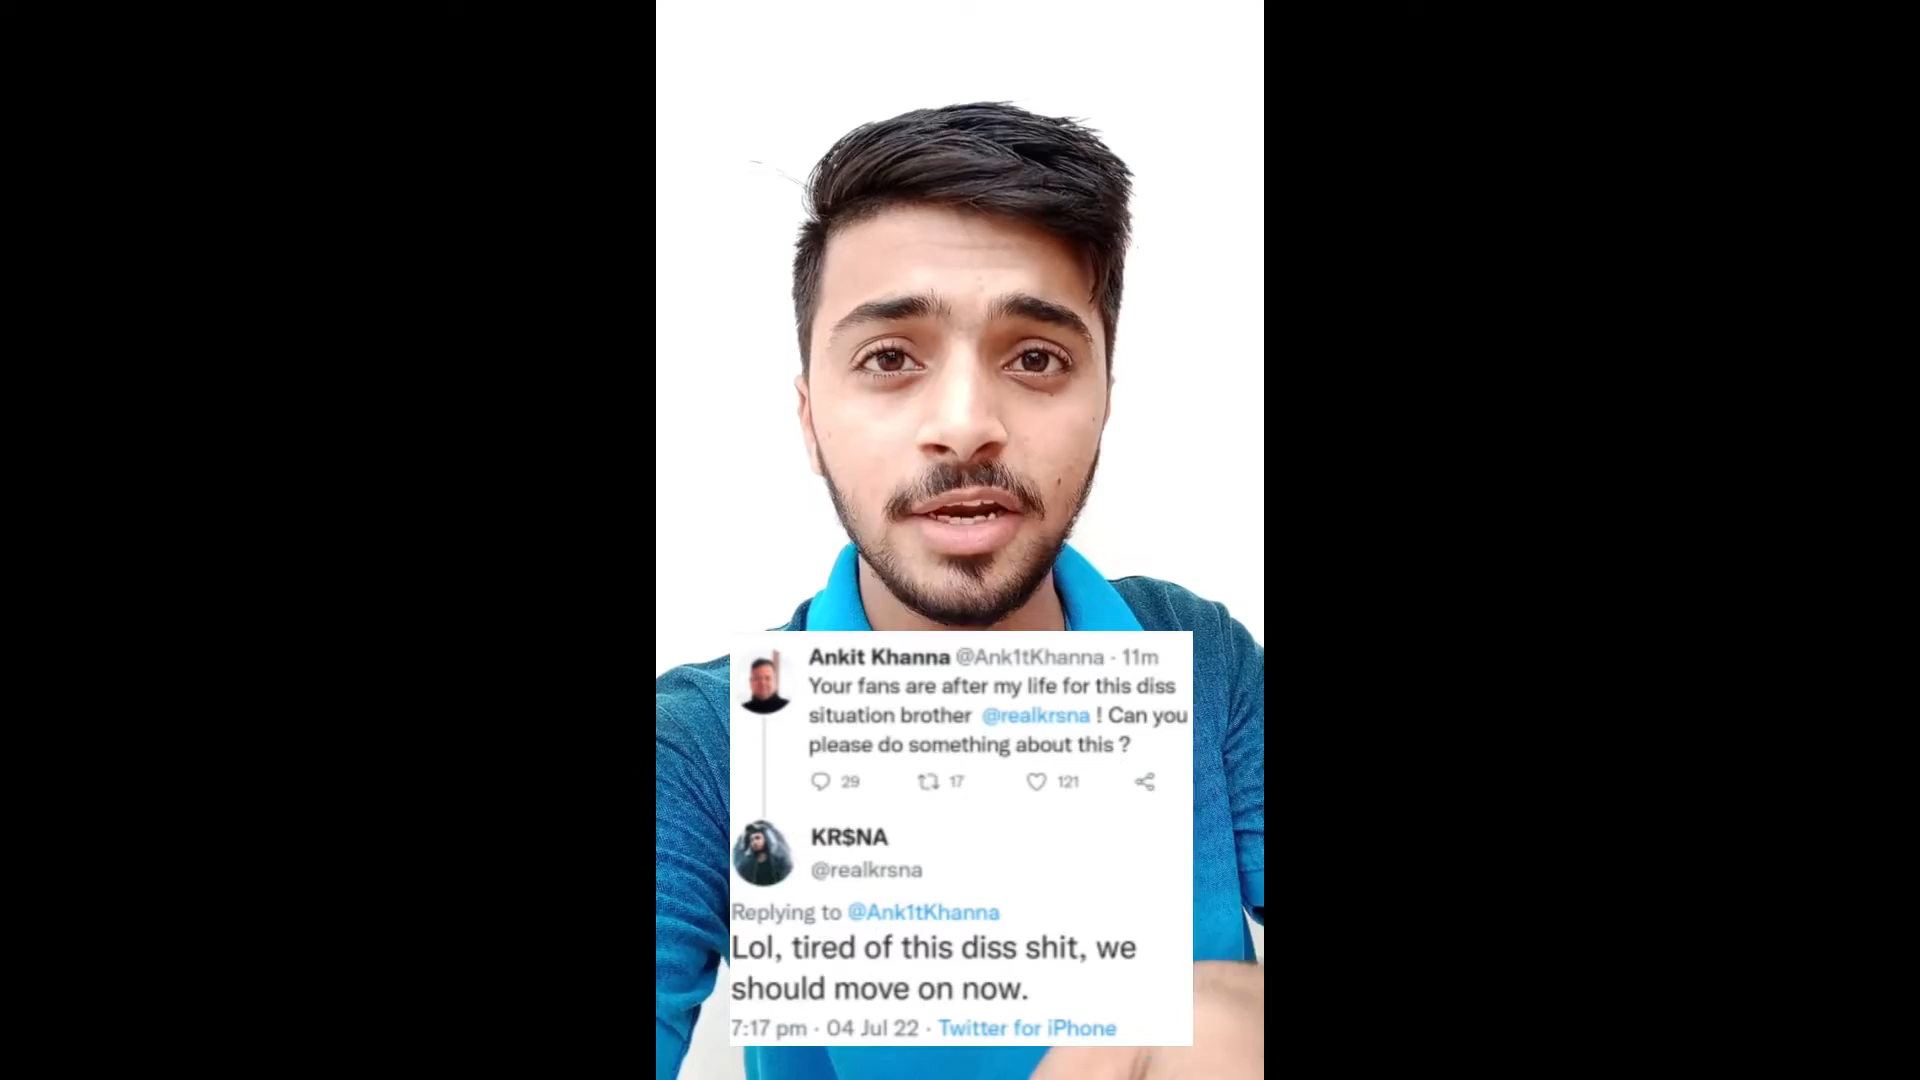 Ankit Khanna @Ank1tKhanna · 11m
Your fans are after my life for this diss
situation brother @realkrsna ! Can you
please do something about this ?
29 17 121
KR$NA
@realkrsna
Replying to @Ank1tKhanna
Lol, tired of this diss shit, we
should move on now.
7:17 pm · 04 Jul 22 · Twitter for iPhone